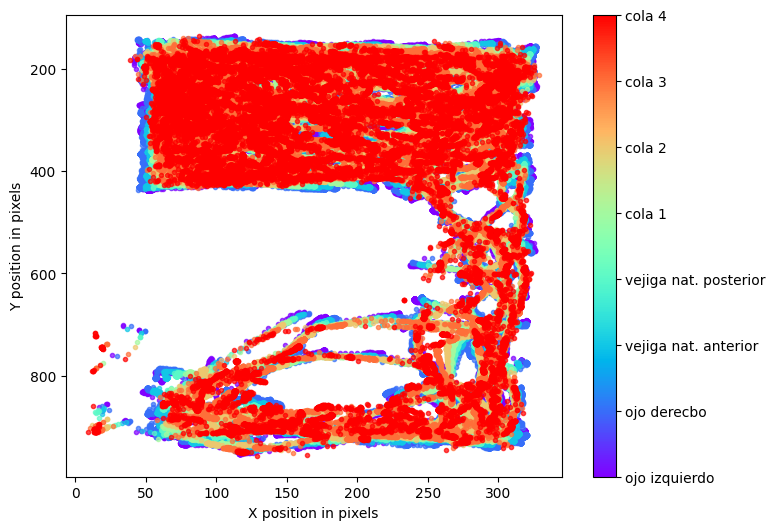 cola 4
cola 3
cola 2
cola 1
vejiga nat. posterior
vejiga nat. anterior
ojo derecbo
ojo izquierdo
200
400
600
800
Y position in pixels
0 50 100 150 200 250 300
X position in pixels